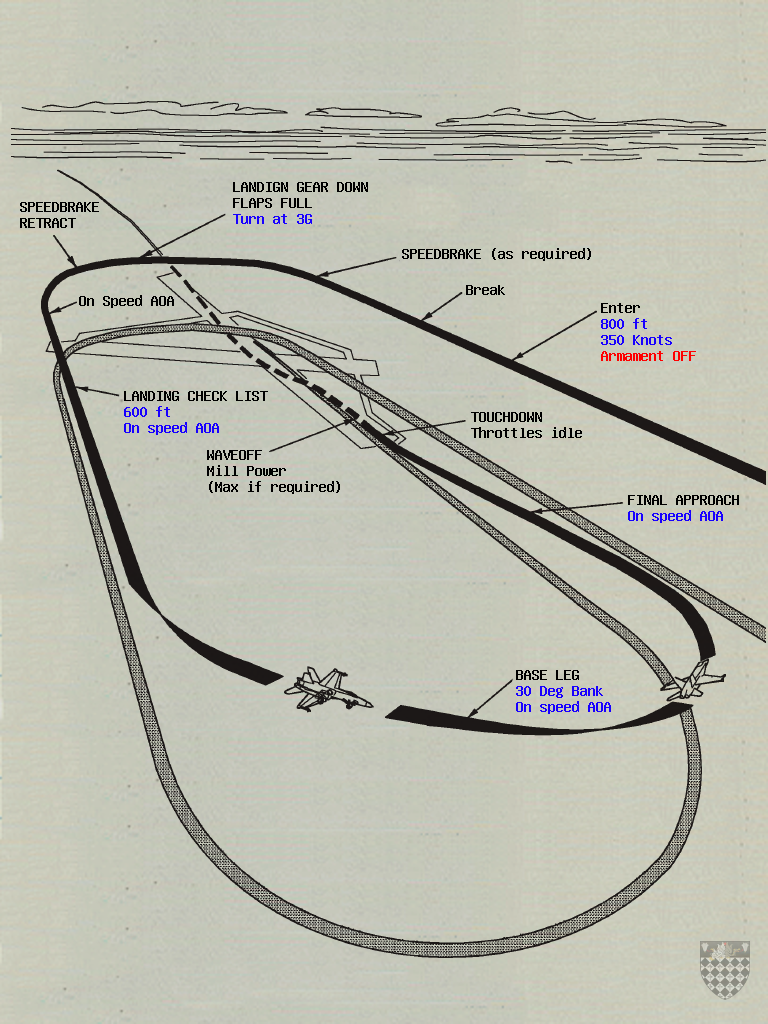 LANDIGN GEAR DOWN
FLAPS FULL
Turn at 3G
SPEEDBRAKE
RETRACT
SPEEDBRAKE (as required)
Break
On Speed AOA
Enter
800 ft
350 Knots
Armament OFF
LANDING CHECK LIST
600 ft
On speed AOA
TOUCHDOWN
Throttles idle
WAVEOFF
Mill Power
(Max if required)
FINAL APPROACH
On speed AOA
BASE LEG
30 Deg Bank
On speed AOA